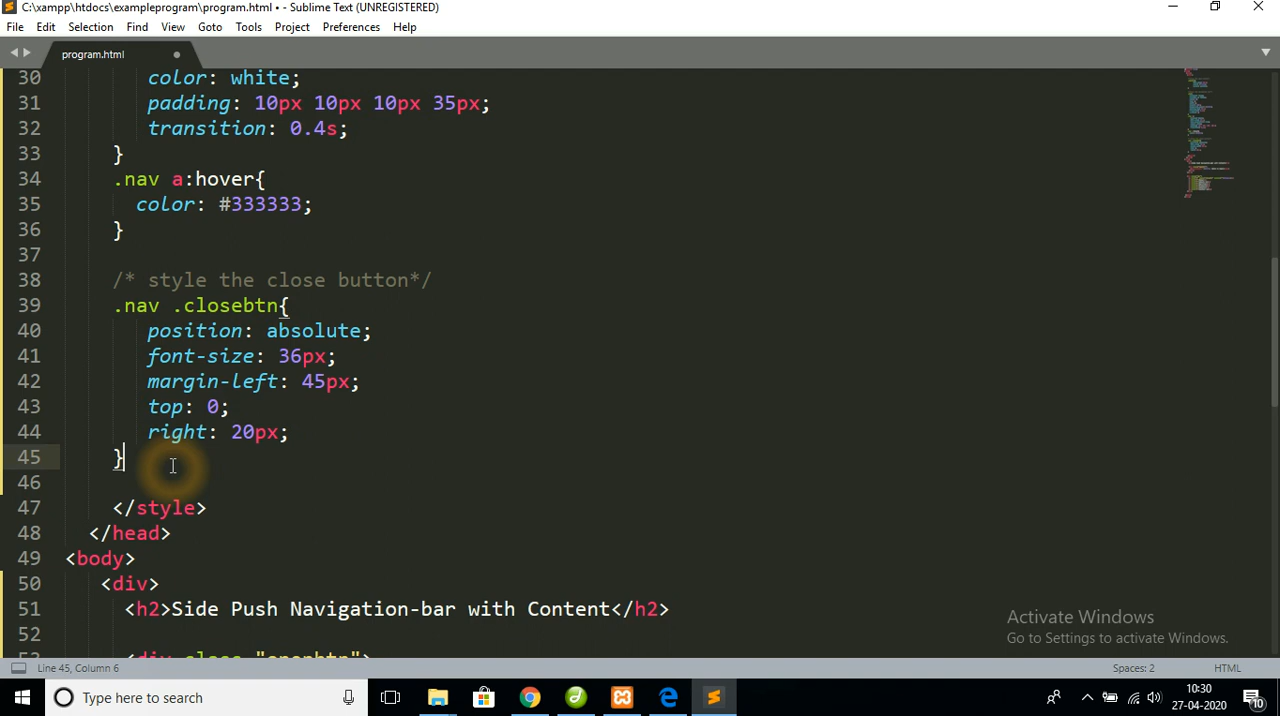 C:\xampp\htdocs\exampleprogram\program.html • - Sublime Text (UNREGISTERED)
File Edit Selection Find View Goto Tools Project Preferences Help
program.html
30 color: white;
31 padding: 10px 10px 10px 35px;
32 transition: 0.4s;
33 }
34 .nav a:hover{
35 color: #333333;
36 }
37
38 /* style the close button*/
39 .nav .closebtn{
40 position: absolute;
41 font-size: 36px;
42 margin-left: 45px;
43 top: 0;
44 right: 20px;
45 }
46
47 </style>
48 </head>
49 <body>
50 <div>
51 <h2>Side Push Navigation-bar with Content</h2>
52
Activate Windows
Go to Settings to activate Windows.
Line 45, Column 6
Spaces: 2
HTML
Type here to search
10:30
27-04-2020
10